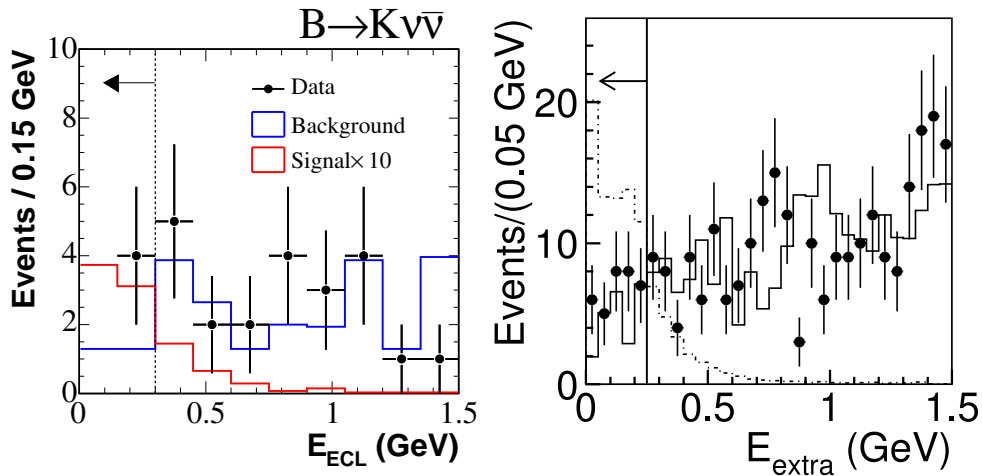 B→Kνν̄
Events / 0.15 GeV
10
8
6
4
2
0
Data
Background
Signal× 10
0 0.5 1.0 1.5
E_ECL (GeV)
Events/(0.05 GeV)
20
10
0
0.5 1 1.5
E_extra (GeV)